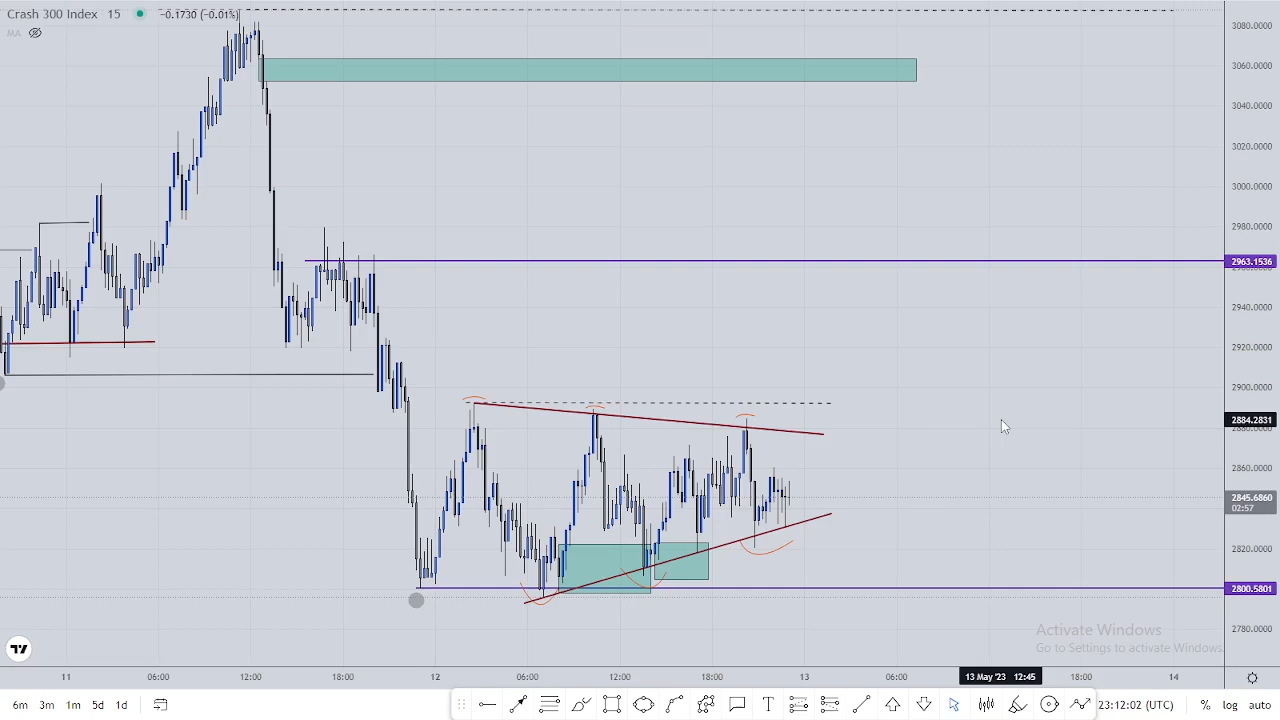 Crash 300 Index 15 −0.1730 (−0.01%)
MA
3080.0000
3060.0000
3040.0000
3020.0000
3000.0000
2980.0000
2963.1536
2940.0000
2920.0000
2900.0000
2884.2831
2860.0000
2845.6860
02:57
2820.0000
2800.5801
2780.0000
Activate Windows
Go to Settings to activate Windows.
11 06:00 12:00 18:00 12 06:00 12:00 18:00 13 06:00 13 May '23 12:45 18:00 14
6m 3m 1m 5d 1d T 23:12:02 (UTC) % log auto